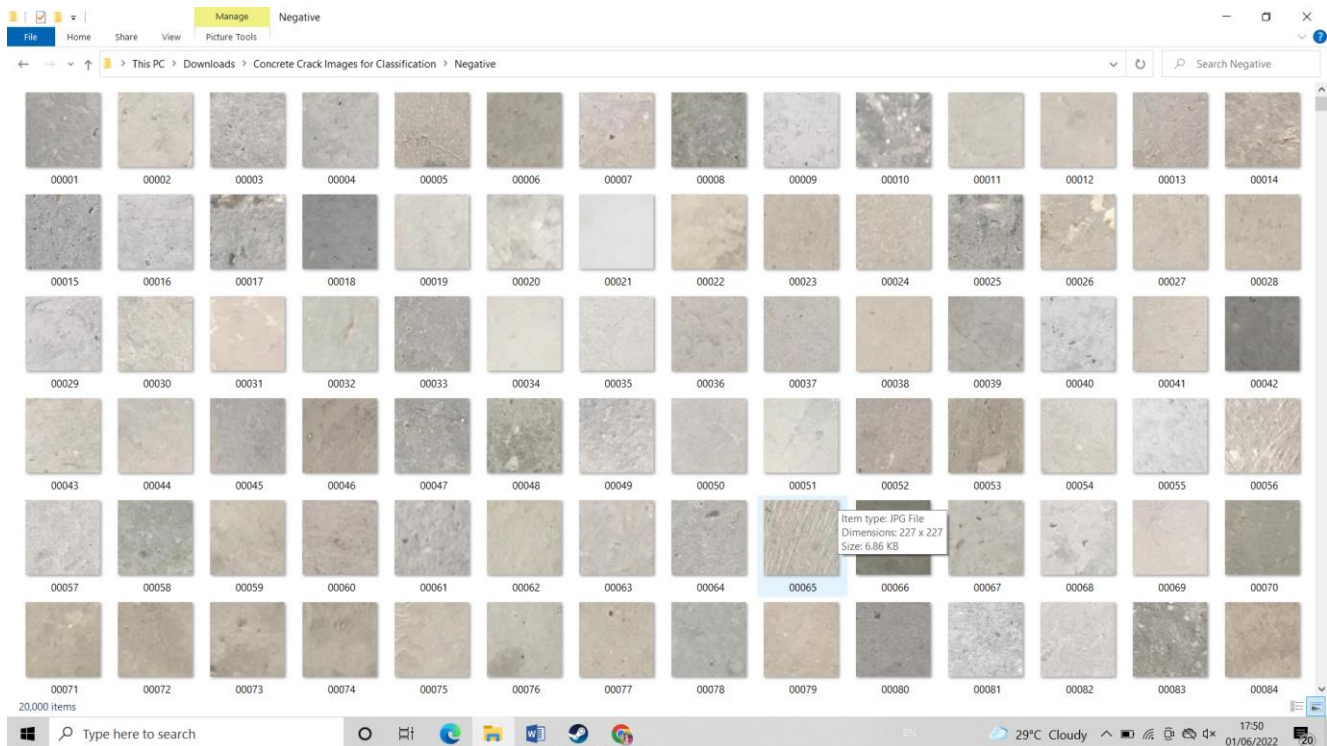 Manage Negative
File Home Share View Picture Tools
This PC > Downloads > Concrete Crack Images for Classification > Negative
Search Negative
00001 00002 00003 00004 00005 00006 00007 00008 00009 00010 00011 00012 00013 00014
00015 00016 00017 00018 00019 00020 00021 00022 00023 00024 00025 00026 00027 00028
00029 00030 00031 00032 00033 00034 00035 00036 00037 00038 00039 00040 00041 00042
00043 00044 00045 00046 00047 00048 00049 00050 00051 00052 00053 00054 00055 00056
Item type: JPG File
Dimensions: 227 x 227
Size: 6.86 KB
00057 00058 00059 00060 00061 00062 00063 00064 00065 00066 00067 00068 00069 00070
00071 00072 00073 00074 00075 00076 00077 00078 00079 00080 00081 00082 00083 00084
20,000 items
Type here to search
EN
29°C Cloudy
17:50
01/06/2022
20